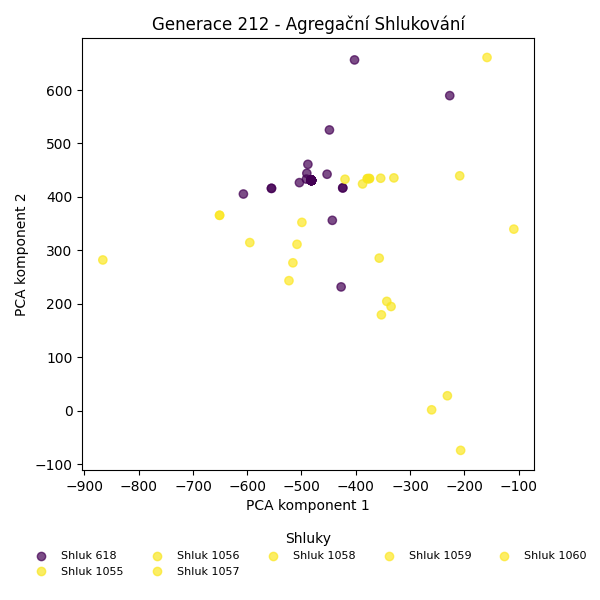 Generace 212 - Agregační Shlukování
PCA komponent 2
600
500
400
300
200
100
0
−100
−900 −800 −700 −600 −500 −400 −300 −200 −100
PCA komponent 1
Shluky
Shluk 618 Shluk 1056 Shluk 1058 Shluk 1059 Shluk 1060
Shluk 1055 Shluk 1057